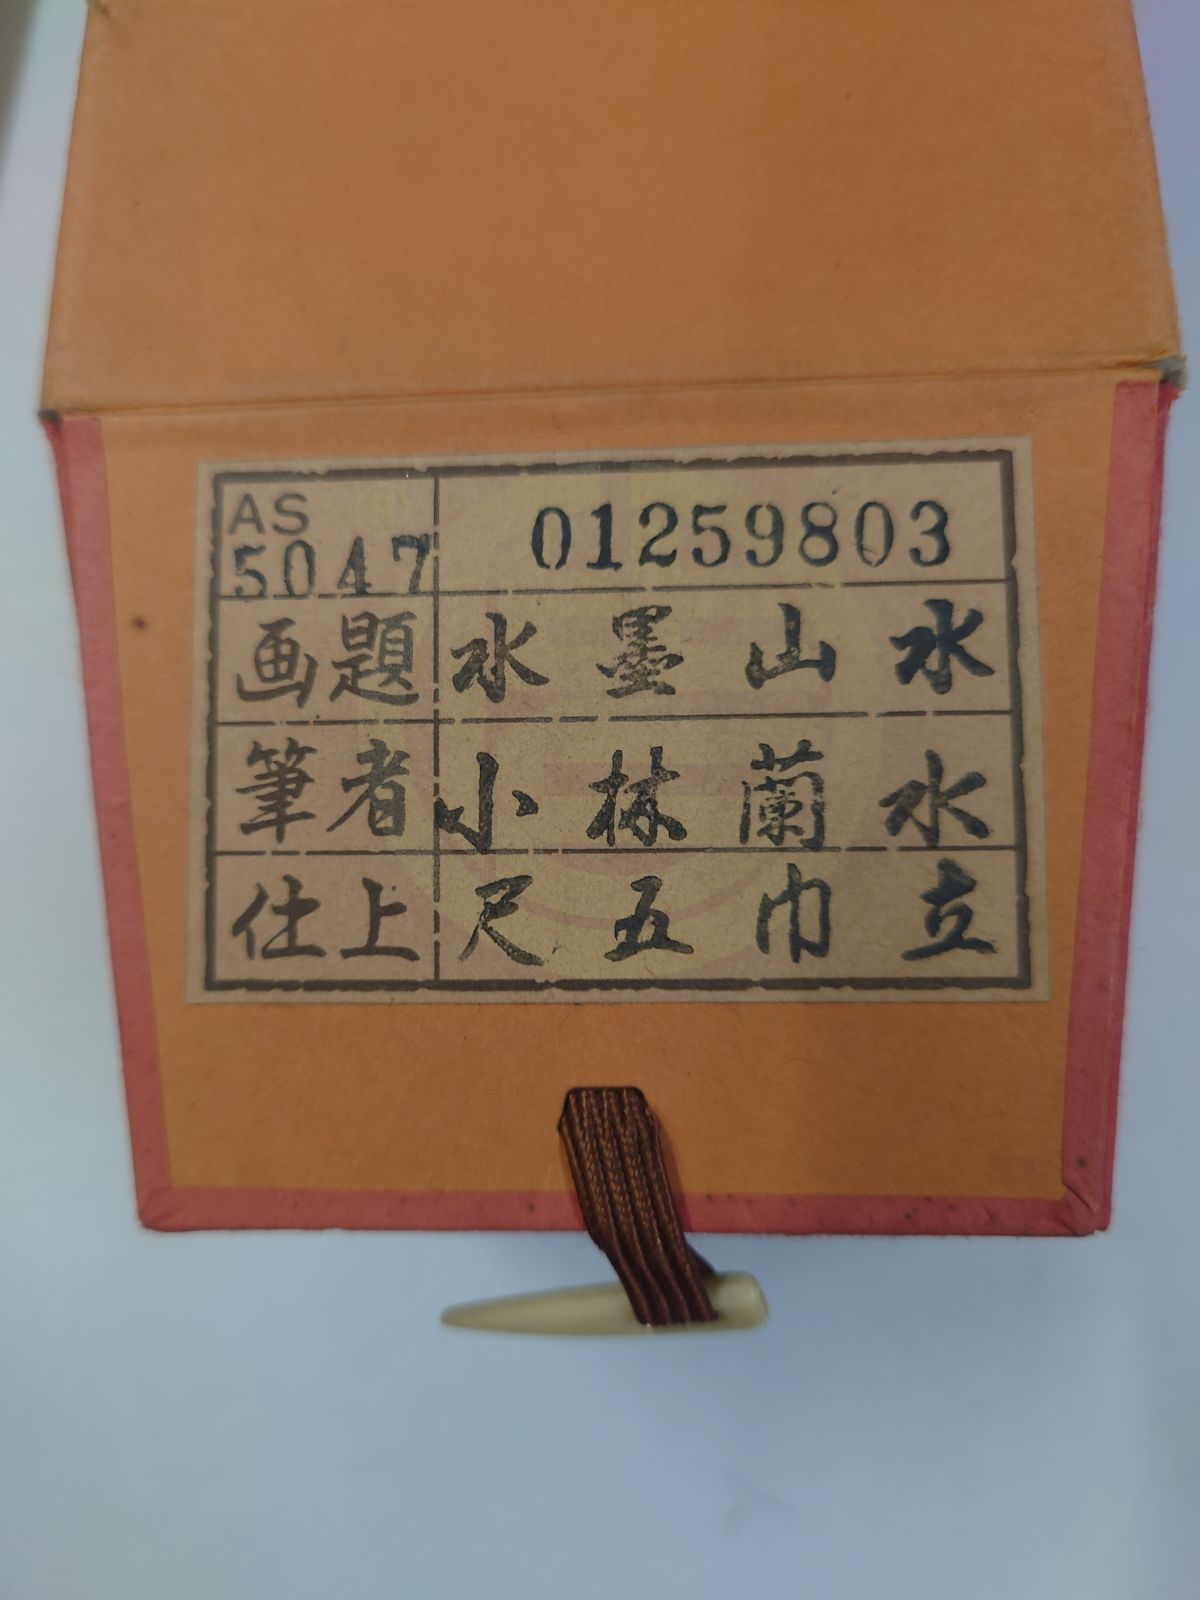 AS
5047 01259803
画題 水墨山水
筆者 小林蘭水
仕上 尺五巾立